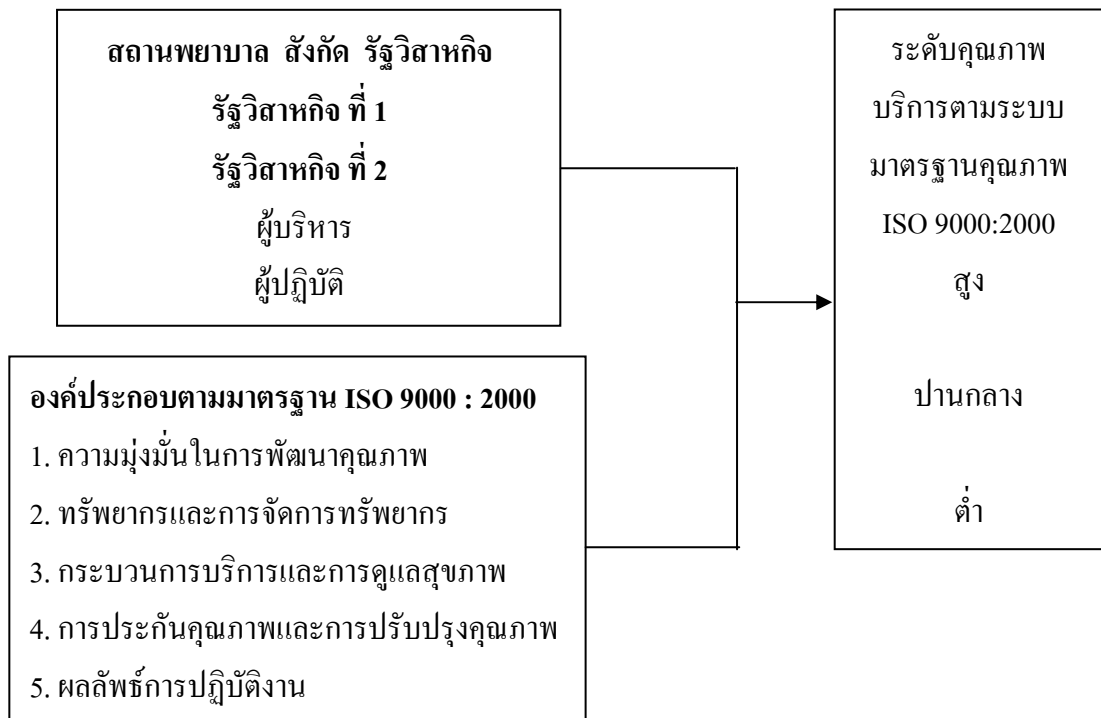 สถานพยาบาล สังกัด รัฐวิสาหกิจ
รัฐวิสาหกิจ ที่ 1
รัฐวิสาหกิจ ที่ 2
ผู้บริหาร
ผู้ปฏิบัติ
องค์ประกอบตามมาตรฐาน ISO 9000 : 2000
1. ความมุ่งมั่นในการพัฒนาคุณภาพ
2. ทรัพยากรและการจัดการทรัพยากร
3. กระบวนการบริการและการดูแลสุขภาพ
4. การประกันคุณภาพและการปรับปรุงคุณภาพ
5. ผลลัพธ์การปฏิบัติงาน
ระดับคุณภาพ
บริการตามระบบ
มาตรฐานคุณภาพ
ISO 9000:2000
สูง
ปานกลาง
ต่ำ